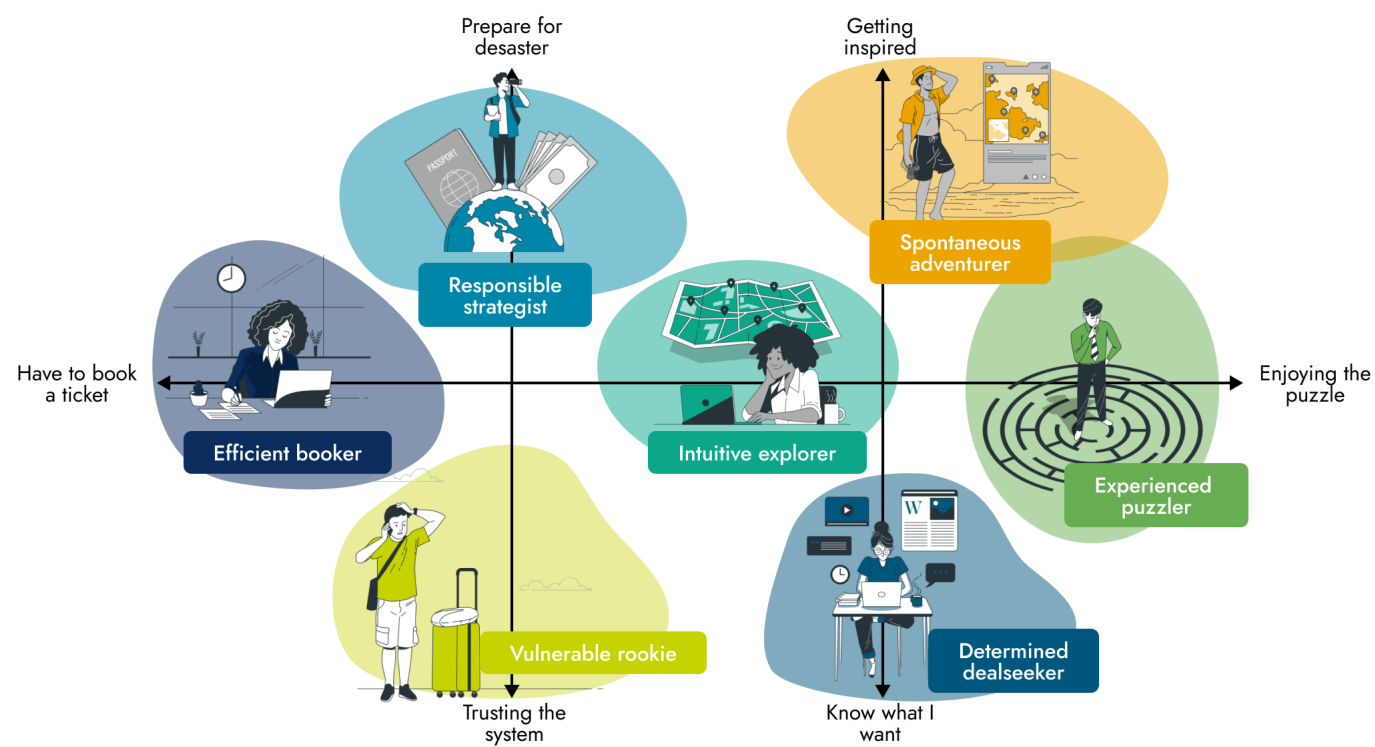 Prepare for
desaster
Getting
inspired
PASSPORT
Spontaneous
adventurer
Responsible
strategist
Have to book
a ticket
Enjoying the
puzzle
Efficient booker
Intuitive explorer
Experienced
puzzler
W
Vulnerable rookie
Determined
dealseeker
Trusting the
system
Know what I
want